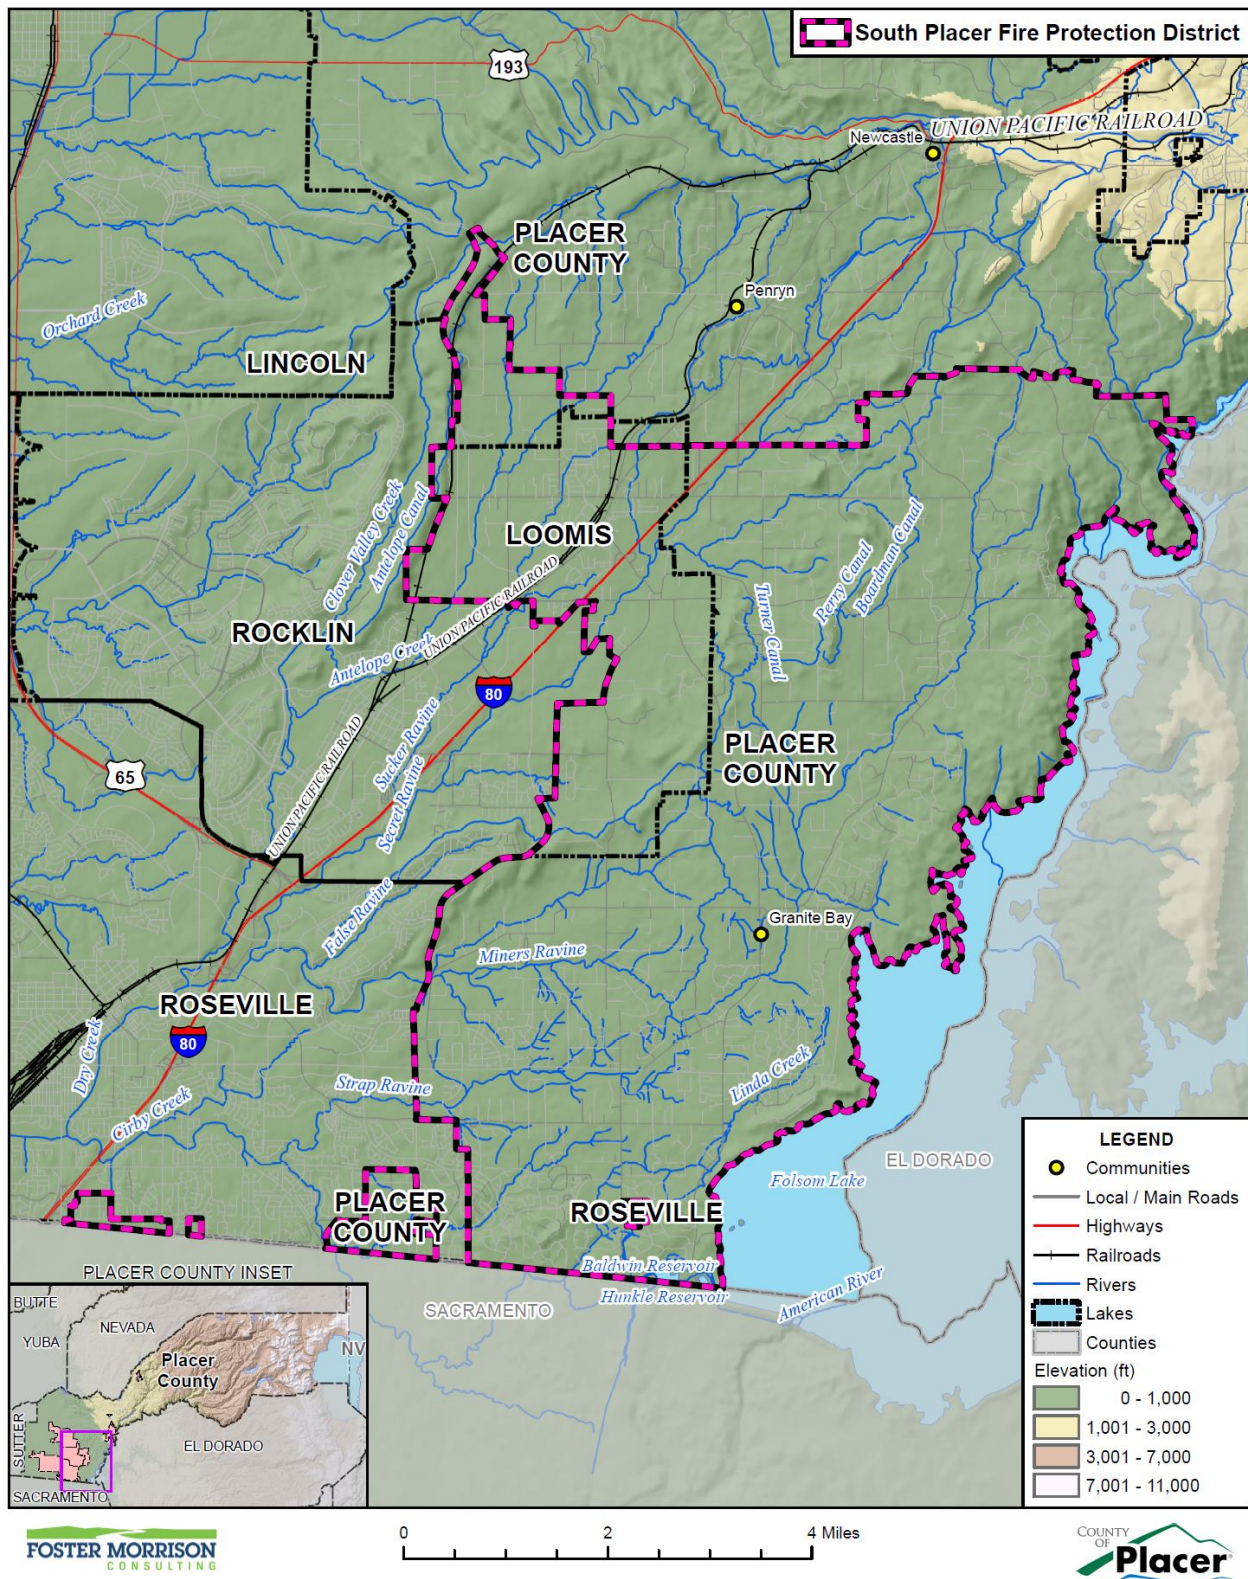 South Placer Fire Protection District
193
UNION PACIFIC RAILROAD
Newcastle
PLACER
COUNTY
Penryn
Orchard Creek
LINCOLN
Clover Valley Creek
Antelope Canal
LOOMIS
Perry Canal
Boardman Canal
Turner Canal
UNION PACIFIC RAILROAD
ROCKLIN
Antelope Creek
80
Sucker Ravine
Secret Ravine
PLACER
COUNTY
65
UNION PACIFIC RAILROAD
False Ravine
Granite Bay
Miners Ravine
ROSEVILLE
80
Dry Creek
Cirby Creek
Strap Ravine
Linda Creek
EL DORADO
Folsom Lake
PLACER
COUNTY
ROSEVILLE
Baldwin Reservoir
Hunkle Reservoir
American River
SACRAMENTO
LEGEND
Communities
Local / Main Roads
Highways
Railroads
Rivers
Lakes
Counties
Elevation (ft)
0 - 1,000
1,001 - 3,000
3,001 - 7,000
7,001 - 11,000
PLACER COUNTY INSET
BUTTE
YUBA
NEVADA
NV
Placer
County
SUTTER
EL DORADO
SACRAMENTO
FOSTER MORRISON
CONSULTING
0 2 4 Miles
COUNTY
OF
Placer